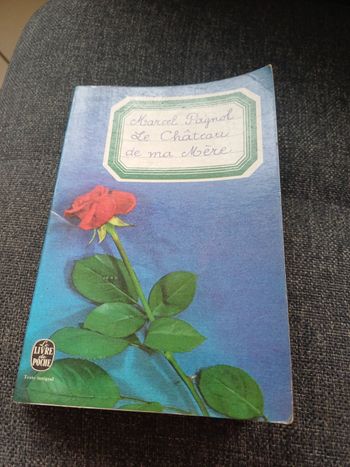 Marcel Pagnol
Le Château
de ma Mère
Le
LIVRE
de
POCHE
Texte intégral